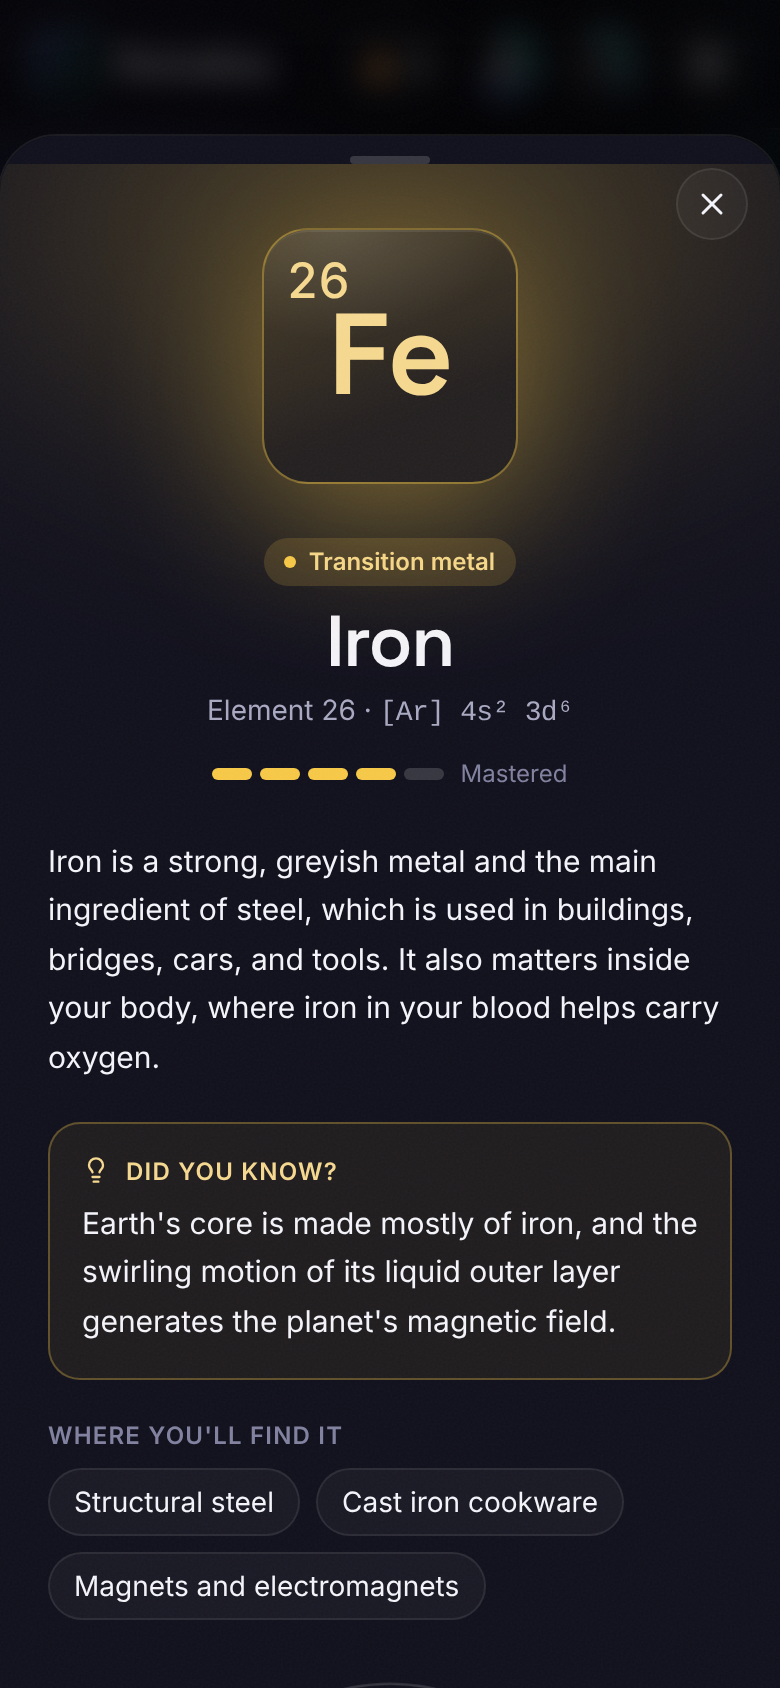 26
Fe
Transition metal
Iron
Element 26 · [Ar] 4s² 3d⁶
Mastered
Iron is a strong, greyish metal and the main
ingredient of steel, which is used in buildings,
bridges, cars, and tools. It also matters inside
your body, where iron in your blood helps carry
oxygen.
DID YOU KNOW?
Earth's core is made mostly of iron, and the
swirling motion of its liquid outer layer
generates the planet's magnetic field.
WHERE YOU'LL FIND IT
Structural steel
Cast iron cookware
Magnets and electromagnets